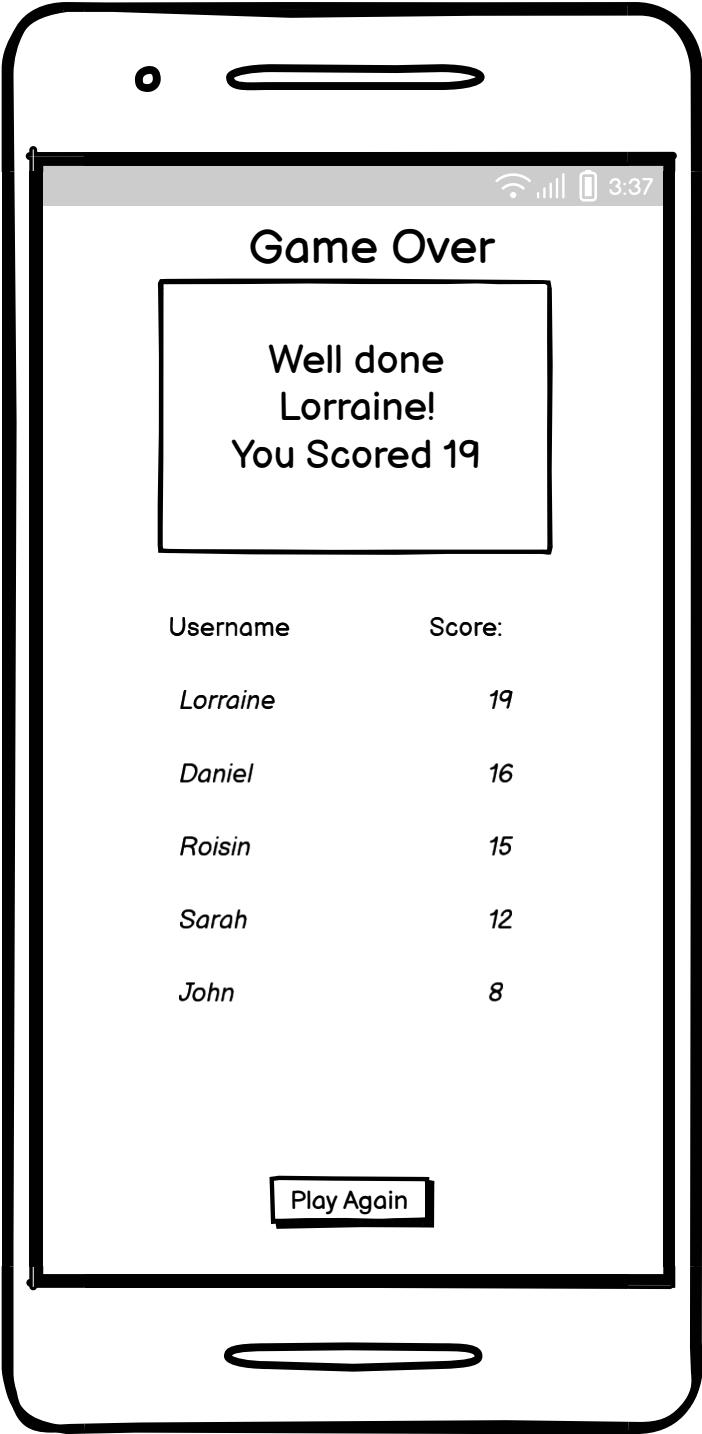 3:37
Game Over
Well done
Lorraine!
You Scored 19
Username Score:
Lorraine 19
Daniel 16
Roisin 15
Sarah 12
John 8
Play Again